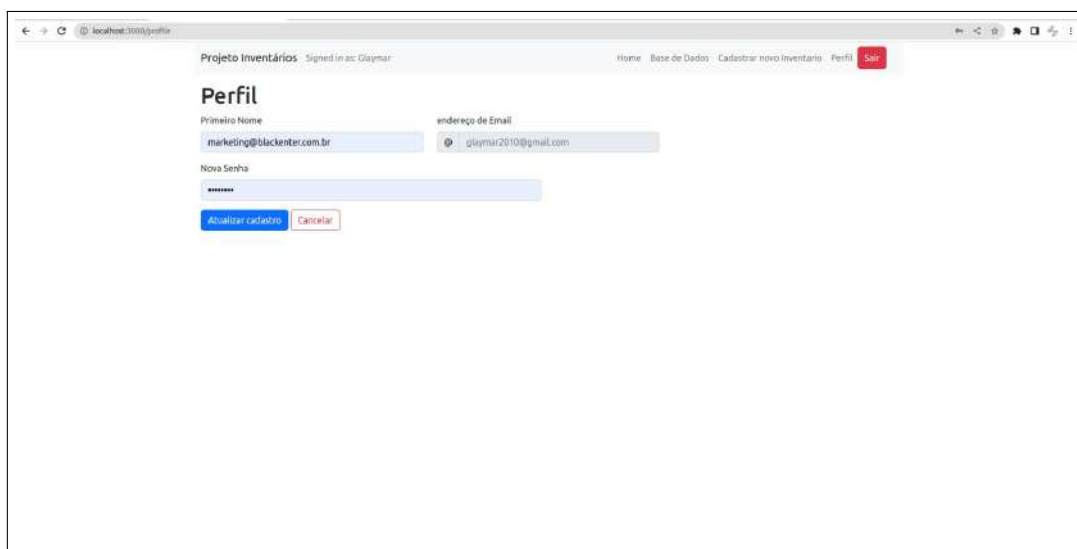 localhost:3000/profile
Projeto Inventários Signed in as: Glaymar Home Base de Dados Cadastrar novo Inventario Perfil Sair
Perfil
Primeiro Nome endereço de Email
marketing@blackenter.com.br @ glaymar2010@gmail.com
Nova Senha
••••••••
Atualizar cadastro Cancelar